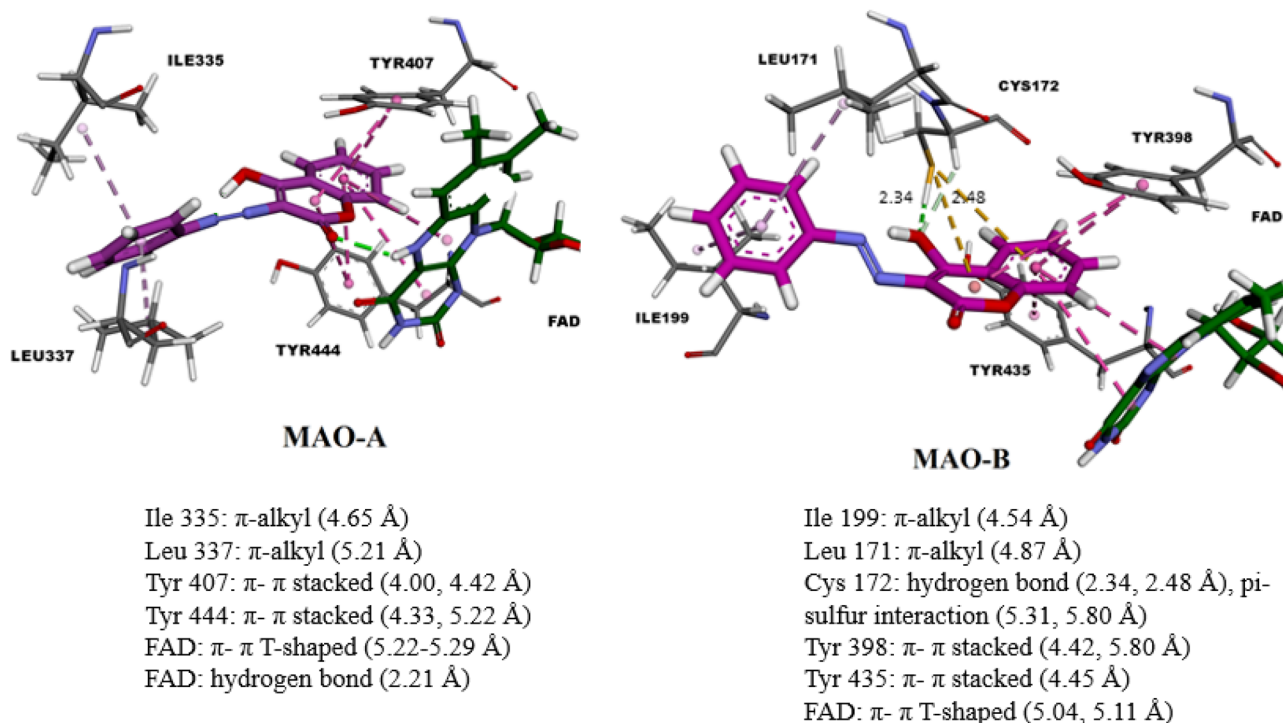 ILE335
TYR407
LEU337
TYR444
FAD
MAO-A
Ile 335: π-alkyl (4.65 Å)
Leu 337: π-alkyl (5.21 Å)
Tyr 407: π- π stacked (4.00, 4.42 Å)
Tyr 444: π- π stacked (4.33, 5.22 Å)
FAD: π- π T-shaped (5.22-5.29 Å)
FAD: hydrogen bond (2.21 Å)
LEU171
CYS172
TYR398
2.34
2.48
FAD
ILE199
TYR435
MAO-B
Ile 199: π-alkyl (4.54 Å)
Leu 171: π-alkyl (4.87 Å)
Cys 172: hydrogen bond (2.34, 2.48 Å), pi-
sulfur interaction (5.31, 5.80 Å)
Tyr 398: π- π stacked (4.42, 5.80 Å)
Tyr 435: π- π stacked (4.45 Å)
FAD: π- π T-shaped (5.04, 5.11 Å)